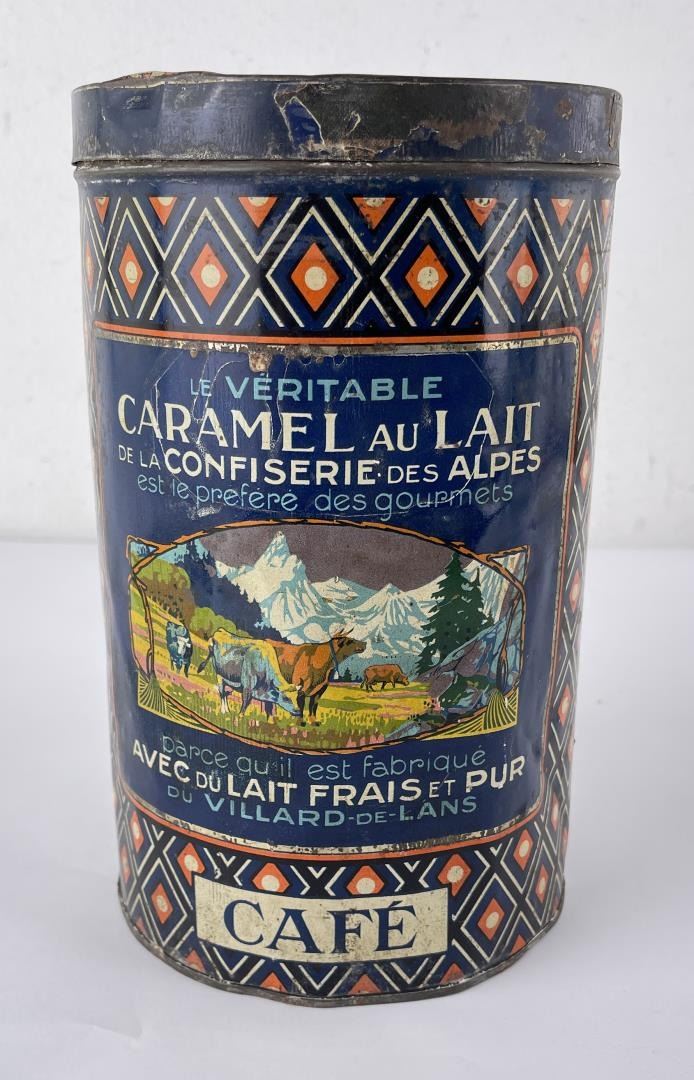 LE VÉRITABLE
CARAMEL AU LAIT
DE LA CONFISERIE DES ALPES
est le préféré des gourmets
parce qu'il est fabriqué
AVEC DU LAIT FRAIS ET PUR
DU VILLARD-DE-LANS
CAFÉ